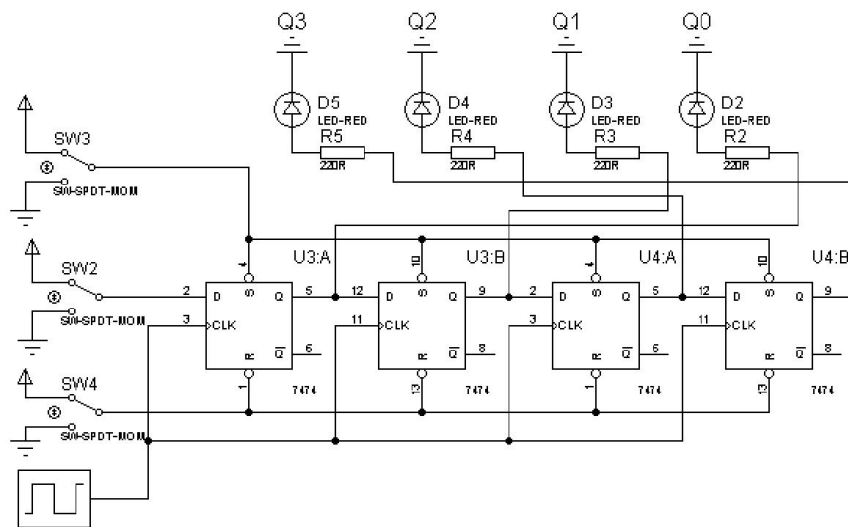 Q3 Q2 Q1 Q0
D5 D4 D3 D2
LED-RED LED-RED LED-RED LED-RED
R5 R4 R3 R2
220R 220R 220R 220R
SW3
SW-SPDT-MOM
SW2
SW-SPDT-MOM
SW4
SW-SPDT-MOM
U3:A U3:B U4:A U4:B
4 10 4 10
2 D S Q 5 12 D S Q 9 2 D S Q 5 12 D S Q 9
3 CLK 11 CLK 3 CLK 11 CLK
R Q 6 R Q 8 R Q 6 R Q 8
1 13 1 13
7474 7474 7474 7474